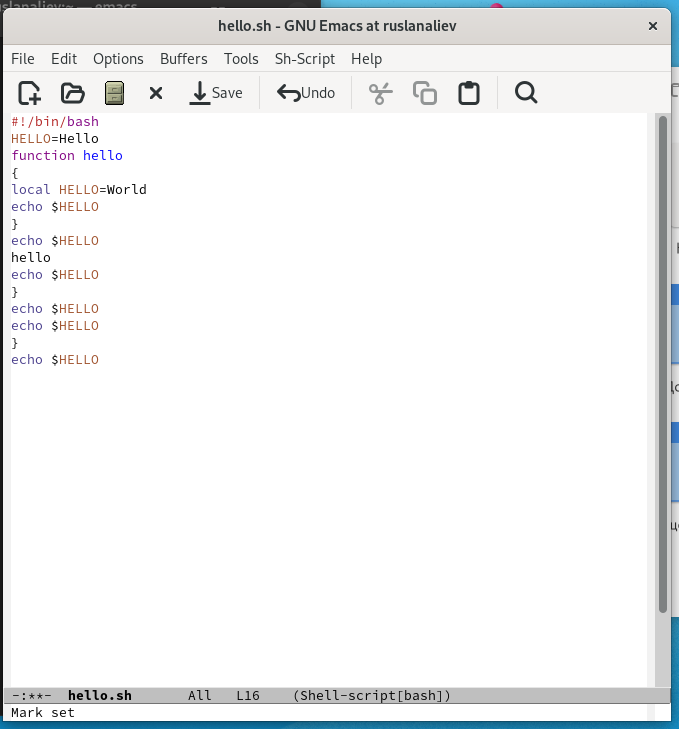 ruslanaliev:~ — emacs
hello.sh - GNU Emacs at ruslanaliev
×
File Edit Options Buffers Tools Sh-Script Help
Save Undo
#!/bin/bash
HELLO=Hello
function hello
{
local HELLO=World
echo $HELLO
}
echo $HELLO
hello
echo $HELLO
}
echo $HELLO
echo $HELLO
}
echo $HELLO
-:**- hello.sh All L16 (Shell-script[bash])
Mark set